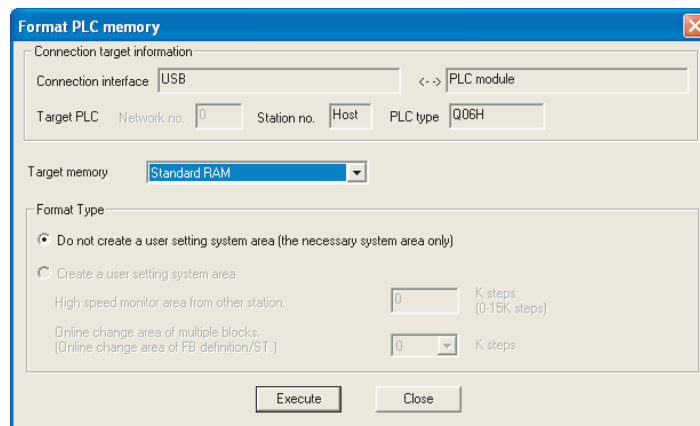 Format PLC memory
Connection target information
Connection interface USB <--> PLC module
Target PLC Network no. 0 Station no. Host PLC type Q06H
Target memory Standard RAM
Format Type
Do not create a user setting system area (the necessary system area only)
Create a user setting system area
High speed monitor area from other station. 0 K steps
(0-15K steps)
Online change area of multiple blocks.
(Online change area of FB definition/ST.) 0 K steps
Execute Close